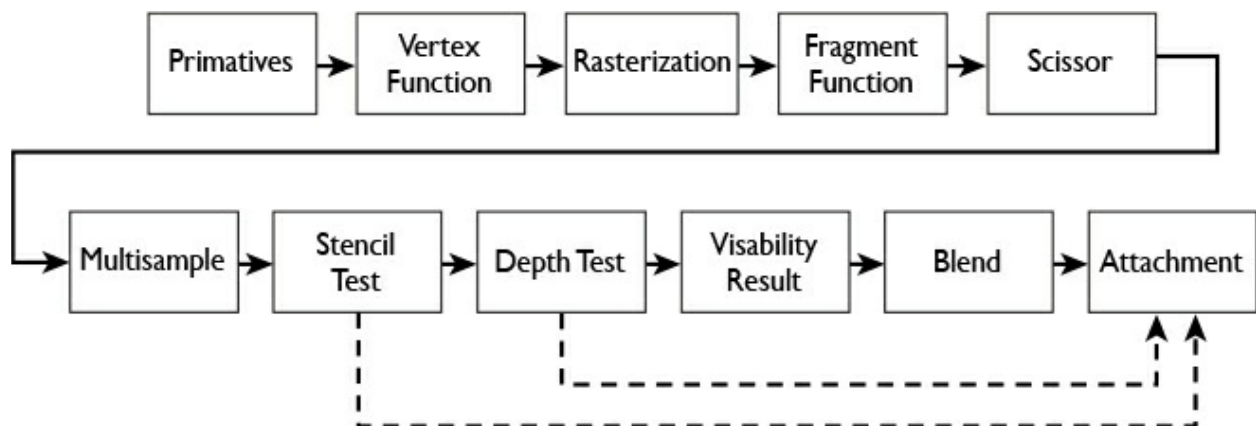 Primatives
Vertex
Function
Rasterization
Fragment
Function
Scissor
Multisample
Stencil
Test
Depth Test
Visability
Result
Blend
Attachment